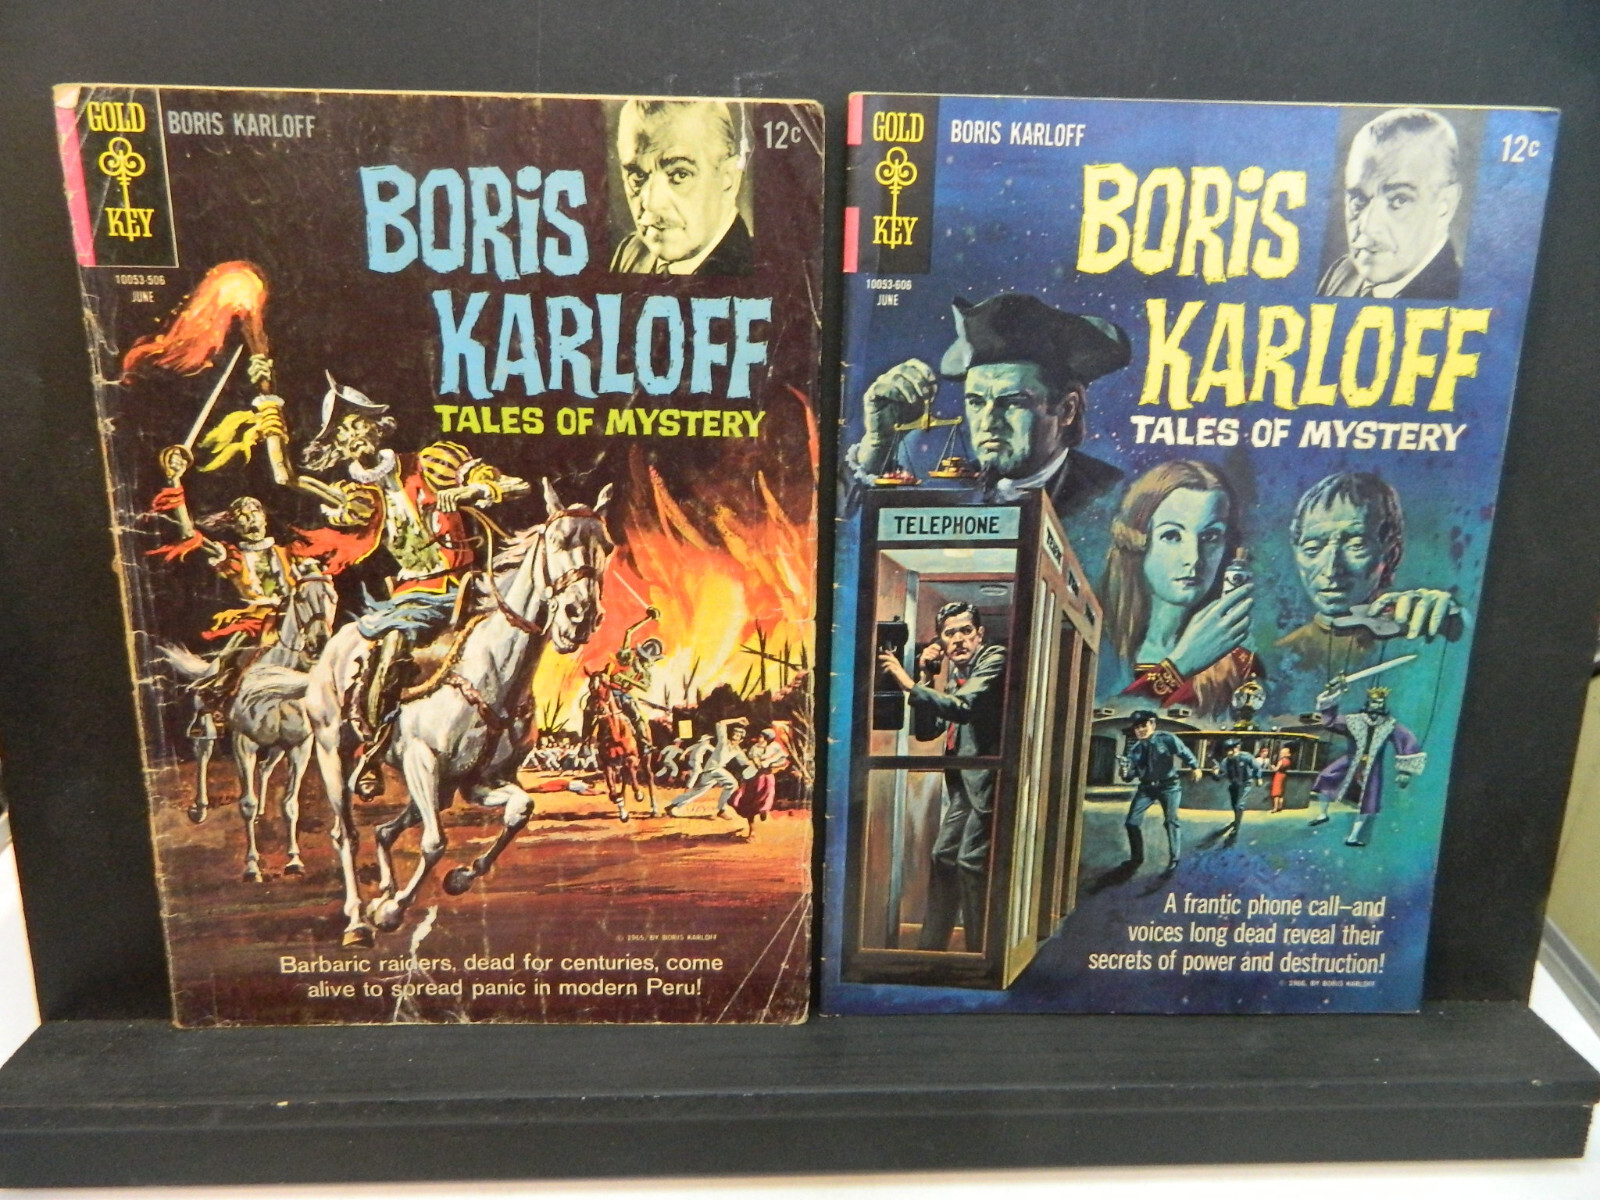 GOLD
KEY
BORIS KARLOFF
12c
10053-506
JUNE
BORIS
KARLOFF
TALES OF MYSTERY
© 1965, BY BORIS KARLOFF
Barbaric raiders, dead for centuries, come
alive to spread panic in modern Peru!
GOLD
KEY
BORIS KARLOFF
12c
10053-606
JUNE
BORIS
KARLOFF
TALES OF MYSTERY
TELEPHONE
A frantic phone call—and
voices long dead reveal their
secrets of power and destruction!
© 1966, BY BORIS KARLOFF